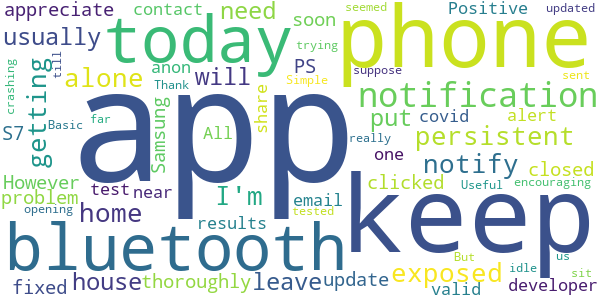 appreciate
contact
need
soon
seemed
Positive
updated
usually
today
phone
trying
till
alone
anon
will
PS
Simple
suppose
sent
crashing
getting
Thank
notification
share
Samsung
app
S7
Basic
far
All
put
covid
alert
persistent
really
one
However
problem
test
near
I'm
notify
closed
keep
opening
home
email
clicked
Useful
encouraging
bluetooth
results
tested
But
us
fixed
house
thoroughly
leave
update
exposed
valid
idle
sit
developer